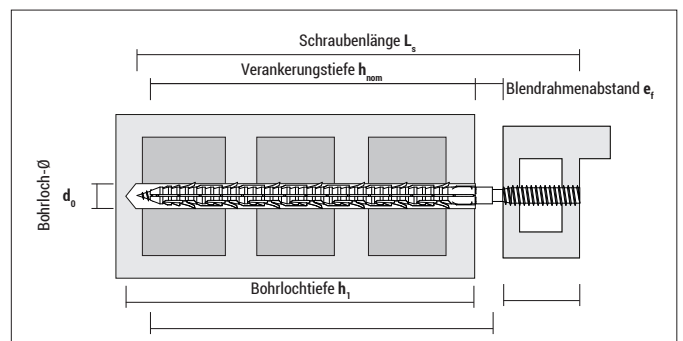 Schraubenlänge Ls
Verankerungstiefe hnom
Blendrahmenabstand ef
Bohrloch-Ø
d0
Bohrlochtiefe h1